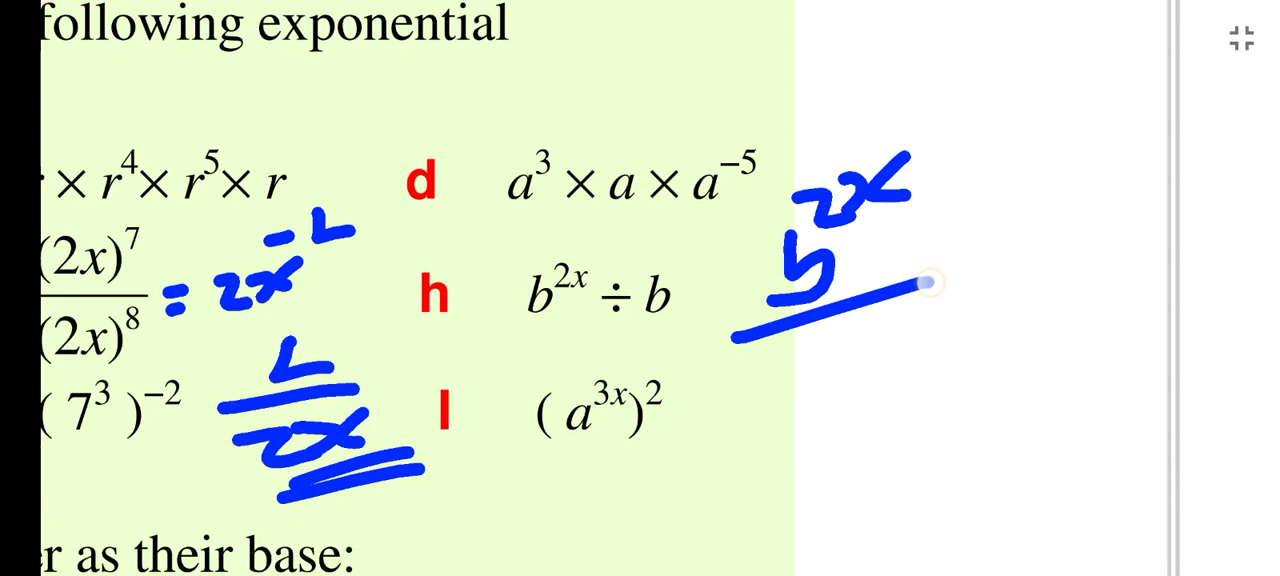 following exponential
× r⁴ × r⁵ × r d a³ × a × a⁻⁵
(2x)⁷ / (2x)⁸ = 2x⁻¹ h b²ˣ ÷ b b²ˣ
(7³)⁻² 1 / 2x l (a³ˣ)²
r as their base: